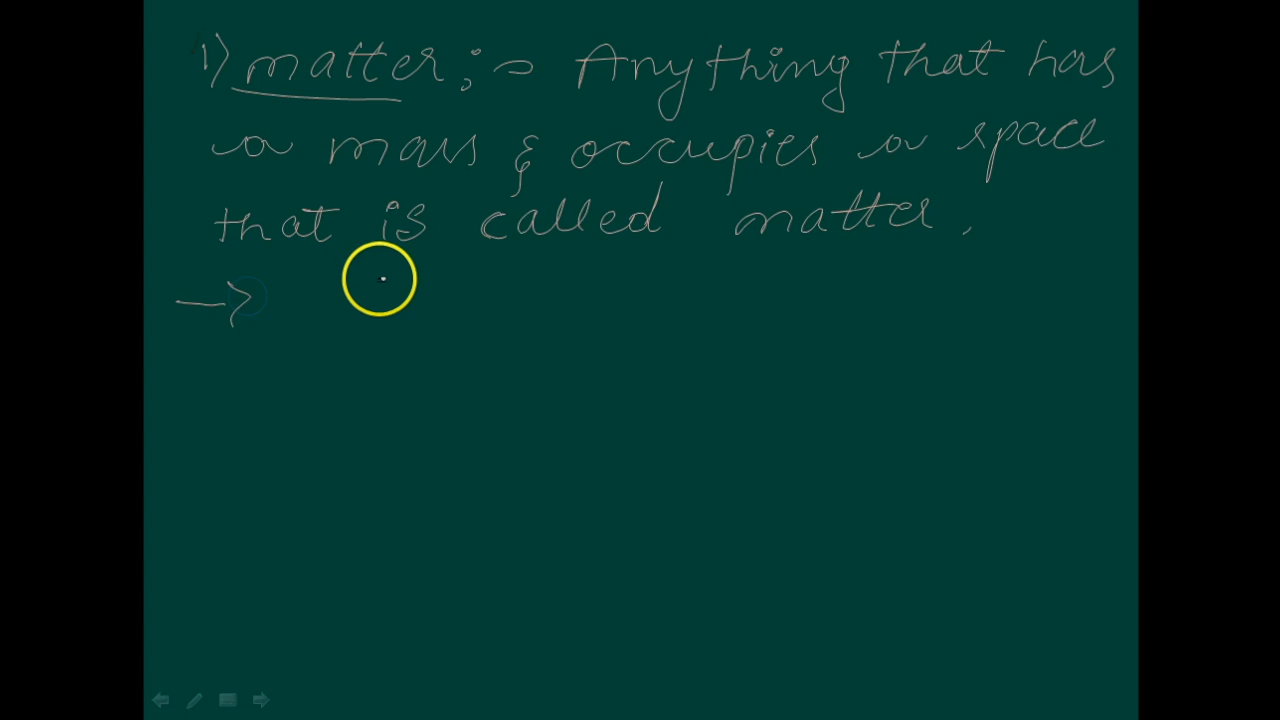 1) matter :- Anything that has
a mass & occupies a space
that is called matter.
→